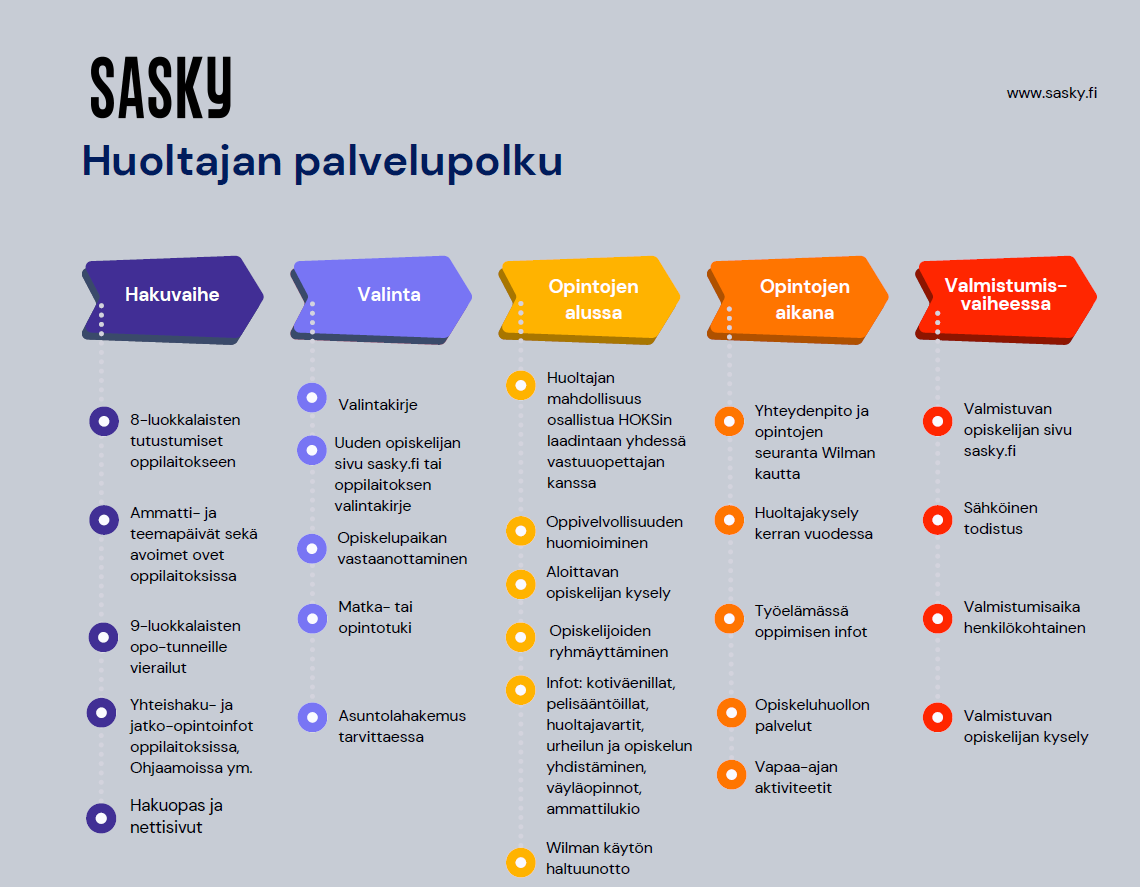 SASKY
www.sasky.fi
Huoltajan palvelupolku
Hakuvaihe
8-luokkalaisten
tutustumiset
oppilaitokseen
Ammatti- ja
teemapäivät sekä
avoimet ovet
oppilaitoksissa
9-luokkalaisten
opo-tunneille
vierailut
Yhteishaku- ja
jatko-opintoinfot
oppilaitoksissa,
Ohjaamoissa ym.
Hakuopas ja
nettisivut
Valinta
Valintakirje
Uuden opiskelijan
sivu sasky.fi tai
oppilaitoksen
valintakirje
Opiskelupaikan
vastaanottaminen
Matka- tai
opintotuki
Asuntolahakemus
tarvittaessa
Opintojen
alussa
Huoltajan
mahdollisuus
osallistua HOKSin
laadintaan yhdessä
vastuuopettajan
kanssa
Oppivelvollisuuden
huomioiminen
Aloittavan
opiskelijan kysely
Opiskelijoiden
ryhmäyttäminen
Infot: kotiväenillat,
pelisääntöillat,
huoltajavartit,
urheilun ja opiskelun
yhdistäminen,
väyläopinnot,
ammattilukio
Wilman käytön
haltuunotto
Opintojen
aikana
Yhteydenpito ja
opintojen
seuranta Wilman
kautta
Huoltajakysely
kerran vuodessa
Työelämässä
oppimisen infot
Opiskeluhuollon
palvelut
Vapaa-ajan
aktiviteetit
Valmistumis-
vaiheessa
Valmistuvan
opiskelijan sivu
sasky.fi
Sähköinen
todistus
Valmistumisaika
henkilökohtainen
Valmistuvan
opiskelijan kysely